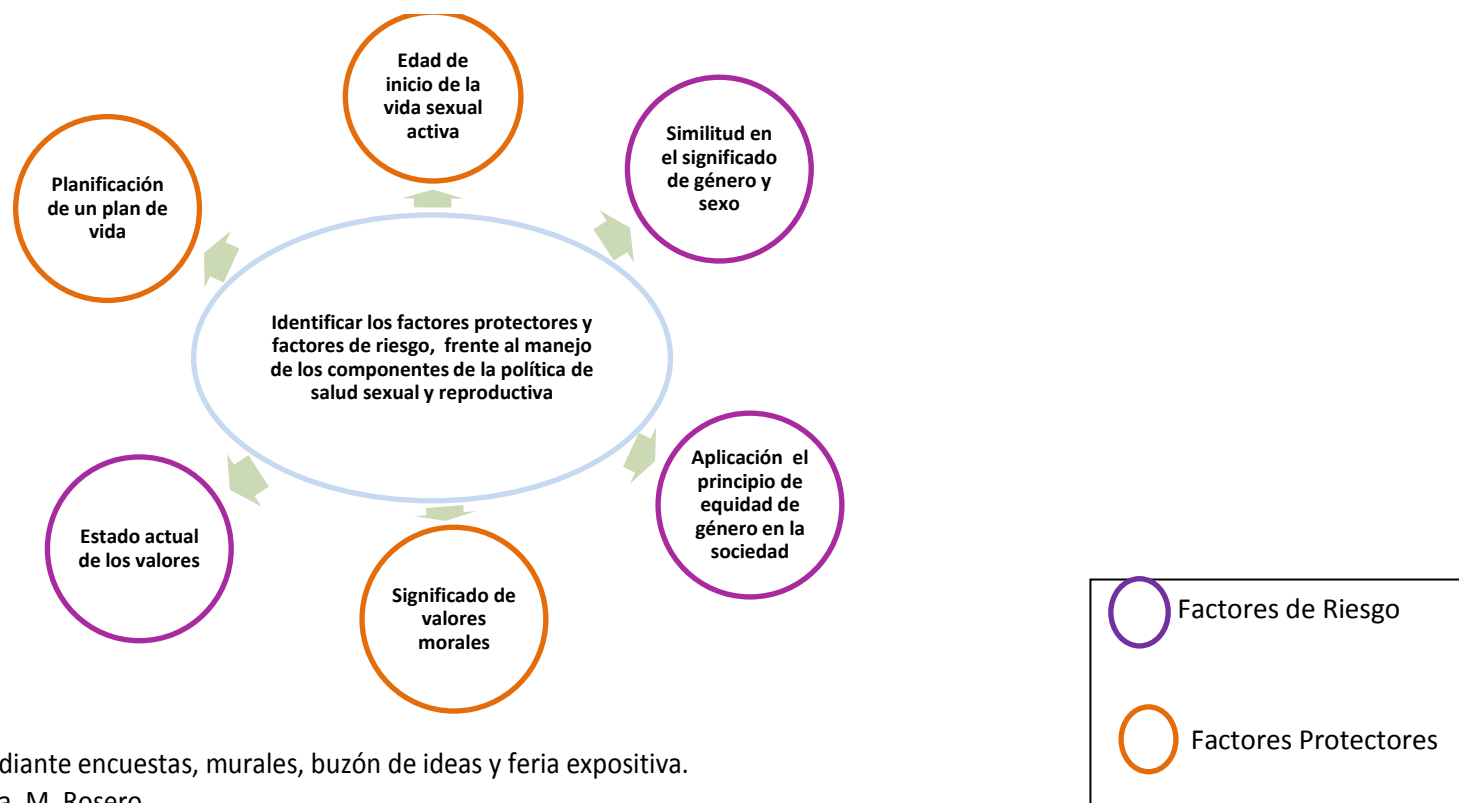 Edad de
inicio de la
vida sexual
activa
Similitud en
el significado
de género y
sexo
Planificación
de un plan de
vida
Identificar los factores protectores y
factores de riesgo, frente al manejo
de los componentes de la política de
salud sexual y reproductiva
Aplicación el
principio de
equidad de
género en la
sociedad
Estado actual
de los valores
Significado de
valores
morales
Factores de Riesgo
Factores Protectores
diante encuestas, murales, buzón de ideas y feria expositiva.
a, M. Rosero